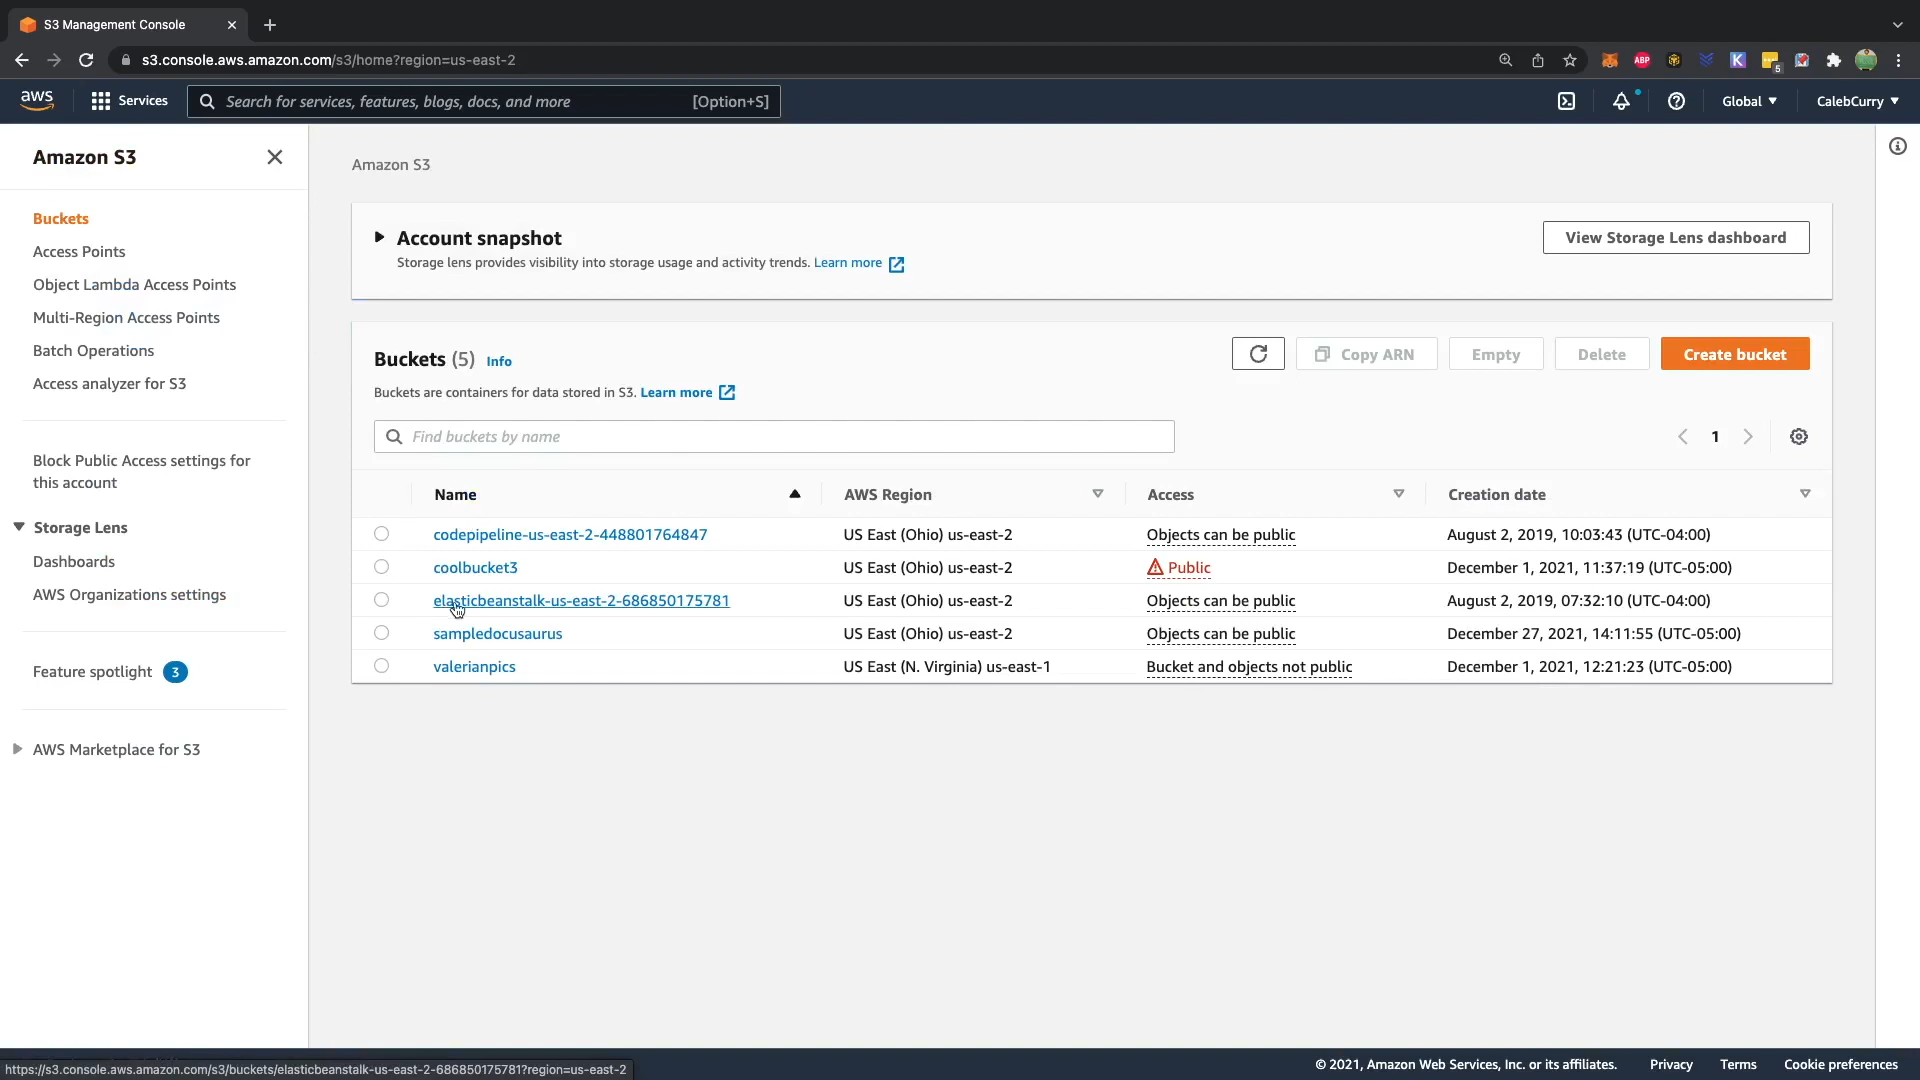 S3 Management Console
s3.console.aws.amazon.com/s3/home?region=us-east-2
ABP
K
5
aws
Services
Search for services, features, blogs, docs, and more
[Option+S]
Global
CalebCurry
Amazon S3
Buckets
Access Points
Object Lambda Access Points
Multi-Region Access Points
Batch Operations
Access analyzer for S3
Block Public Access settings for
this account
Storage Lens
Dashboards
AWS Organizations settings
Feature spotlight 3
AWS Marketplace for S3
Amazon S3
Account snapshot
Storage lens provides visibility into storage usage and activity trends. Learn more
View Storage Lens dashboard
Buckets (5) Info
Buckets are containers for data stored in S3. Learn more
Copy ARN
Empty
Delete
Create bucket
Find buckets by name
1
Name AWS Region Access Creation date
codepipeline-us-east-2-448801764847 US East (Ohio) us-east-2 Objects can be public August 2, 2019, 10:03:43 (UTC-04:00)
coolbucket3 US East (Ohio) us-east-2 Public December 1, 2021, 11:37:19 (UTC-05:00)
elasticbeanstalk-us-east-2-686850175781 US East (Ohio) us-east-2 Objects can be public August 2, 2019, 07:32:10 (UTC-04:00)
sampledocusaurus US East (Ohio) us-east-2 Objects can be public December 27, 2021, 14:11:55 (UTC-05:00)
valerianpics US East (N. Virginia) us-east-1 Bucket and objects not public December 1, 2021, 12:21:23 (UTC-05:00)
https://s3.console.aws.amazon.com/s3/buckets/elasticbeanstalk-us-east-2-686850175781?region=us-east-2
© 2021, Amazon Web Services, Inc. or its affiliates. Privacy Terms Cookie preferences